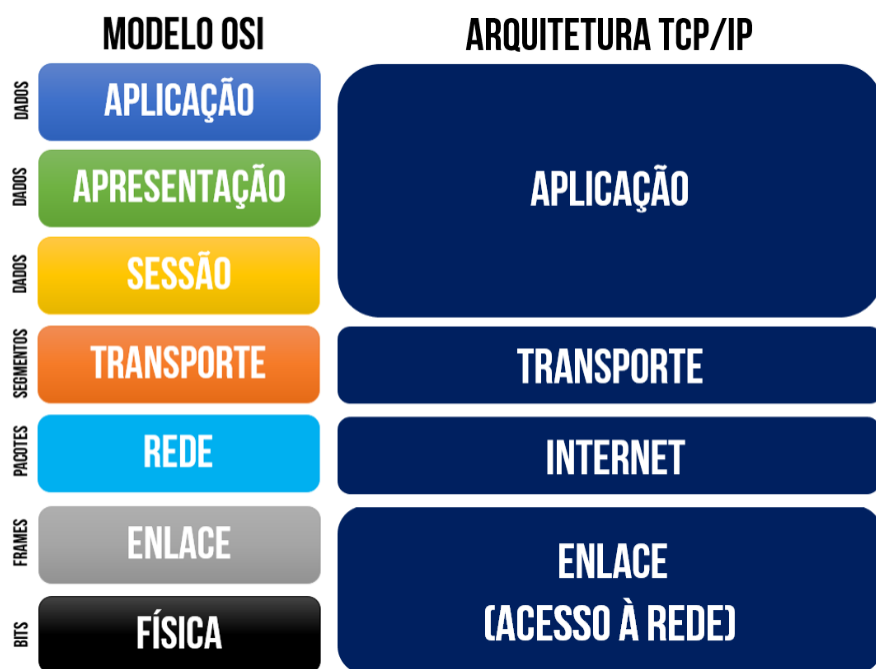 MODELO OSI
ARQUITETURA TCP/IP
DADOS
APLICAÇÃO
DADOS
APRESENTAÇÃO
DADOS
SESSÃO
APLICAÇÃO
SEGMENTOS
TRANSPORTE
TRANSPORTE
PACOTES
REDE
INTERNET
FRAMES
ENLACE
BITS
FÍSICA
ENLACE
(ACESSO À REDE)